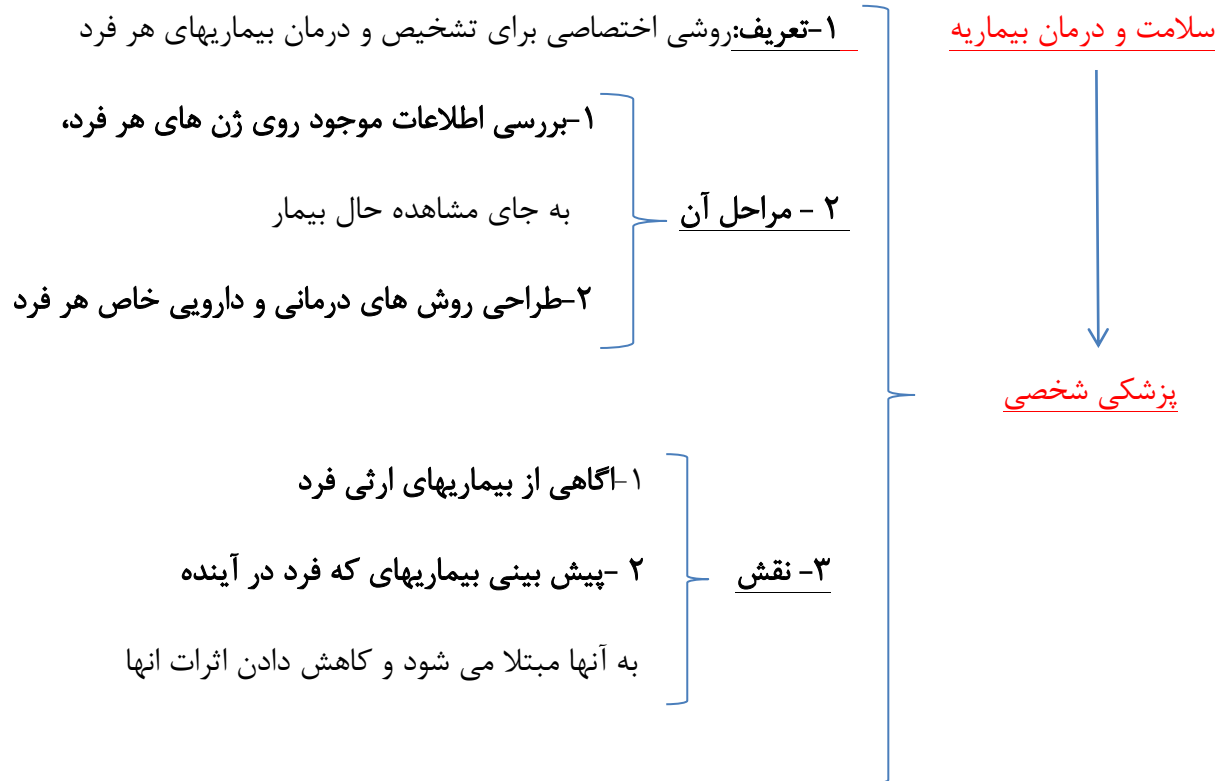 سلامت و درمان بیماریه
۱-تعریف:روشی اختصاصی برای تشخیص و درمان بیماریهای هر فرد
۱-بررسی اطلاعات موجود روی ژن های هر فرد،
۲ - مراحل آن
به جای مشاهده حال بیمار
۲-طراحی روش های درمانی و دارویی خاص هر فرد
پزشکی شخصی
۱-اگاهی از بیماریهای ارثی فرد
۳- نقش
۲ -پیش بینی بیماریهای که فرد در آینده
به آنها مبتلا می شود و کاهش دادن اثرات انها